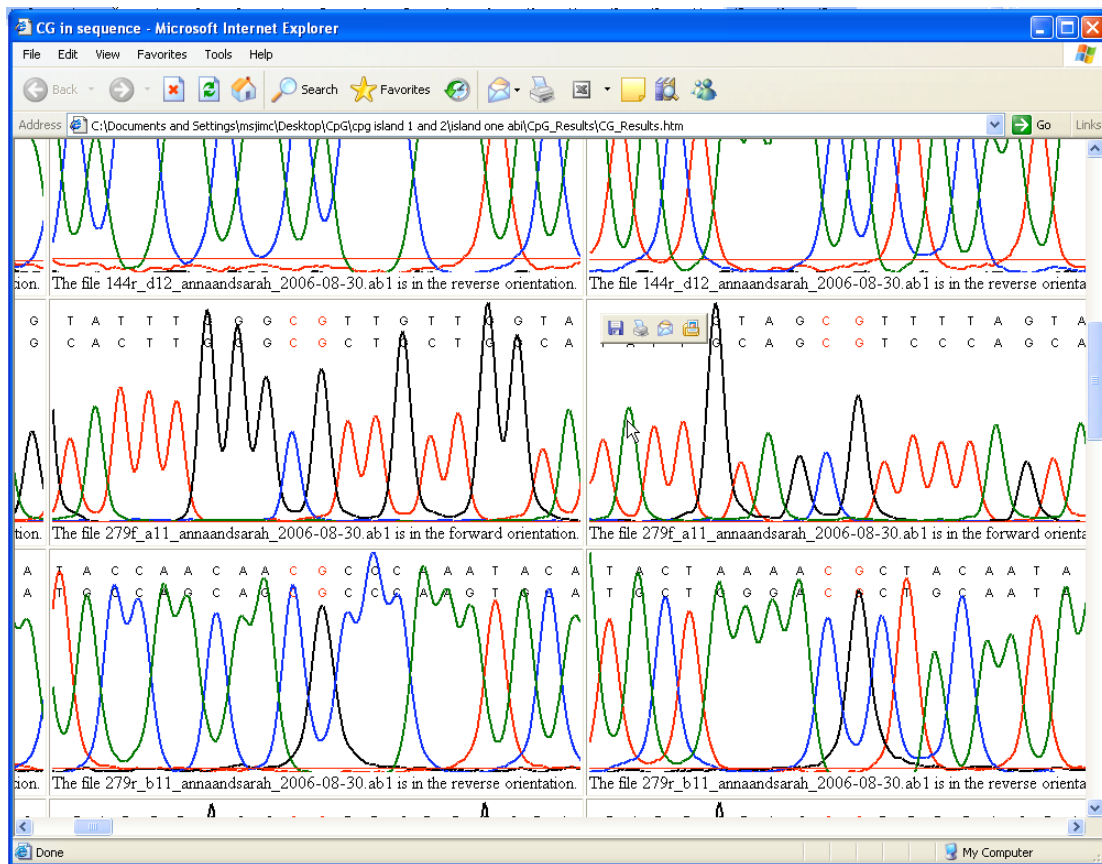 CG in sequence - Microsoft Internet Explorer
File Edit View Favorites Tools Help
Back Search Favorites
Address C:\Documents and Settings\msjimc\Desktop\CpG\cpg island 1 and 2\island one abi\CpG_Results\CG_Results.htm Go Links
tion. The file 144r_d12_annaandsarah_2006-08-30.ab1 is in the reverse orientation. The file 144r_d12_annaandsarah_2006-08-30.ab1 is in the reverse orienta
G T A T T T G G G C G T T G T T G G T A G T A G C G T T T T A G T A
G C A C T T G G G C G C T G C T G G C A G C A G C G T C C C A G C A
tion. The file 279f_a11_annaandsarah_2006-08-30.ab1 is in the forward orientation. The file 279f_a11_annaandsarah_2006-08-30.ab1 is in the forward orienta
A T A C C A A C A A C G C C C A A A T A C A T A C T A A A A C G C T A C A A T A
A T G C C A G C A G C G C C C A A G T G C A T G C T G G G A C G C T G C A A T A
tion. The file 279r_b11_annaandsarah_2006-08-30.ab1 is in the reverse orientation. The file 279r_b11_annaandsarah_2006-08-30.ab1 is in the reverse orienta
Done My Computer